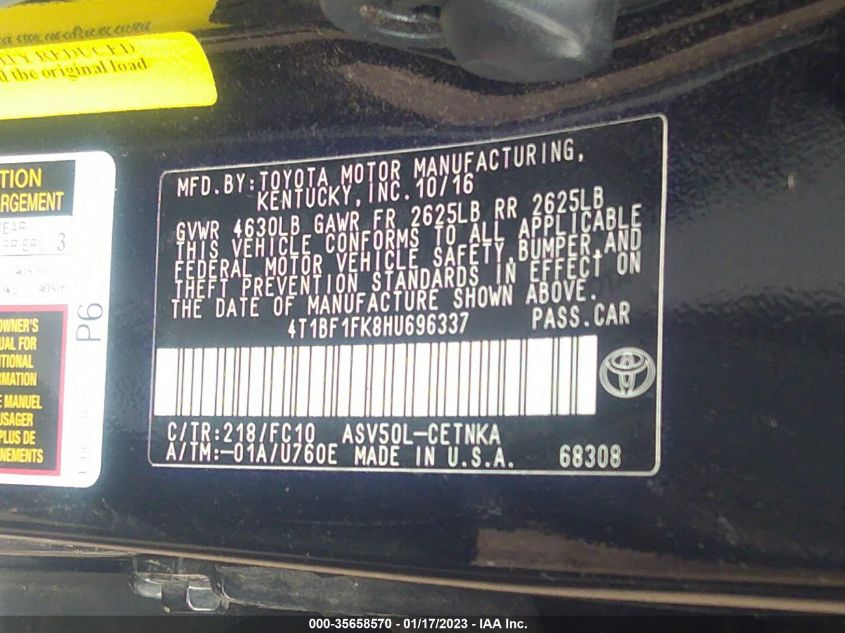 REDUCED
the original load
TION
ARGEMENT
3
P6
OWNER'S
UAL FOR
ITIONAL
RMATION
E MANUEL
USAGER
PLUS DE
NEMENTS
MFD.BY:TOYOTA MOTOR MANUFACTURING,
KENTUCKY,INC.10/16
GVWR 4630LB GAWR FR 2625LB RR 2625LB
THIS VEHICLE CONFORMS TO ALL APPLICABLE
FEDERAL MOTOR VEHICLE SAFETY,BUMPER,AND
THEFT PREVENTION STANDARDS IN EFFECT ON
THE DATE OF MANUFACTURE SHOWN ABOVE.
4T1BF1FK8HU696337 PASS.CAR
C/TR:218/FC10 ASV50L-CETNKA
A/TM:-01A/U760E MADE IN U.S.A. 68308
000-35658570 — 01/17/2023 — IAA Inc.